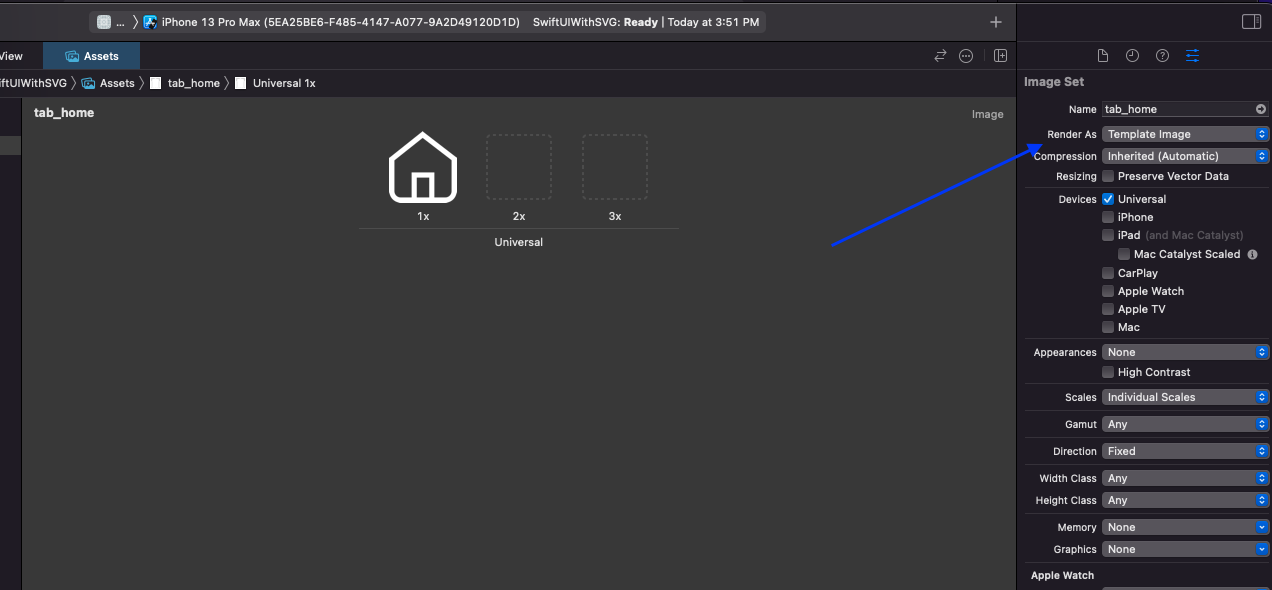 ... iPhone 13 Pro Max (5EA25BE6-F485-4147-A077-9A2D49120D1D) SwiftUIWithSVG: Ready | Today at 3:51 PM
View Assets
iftUIWithSVG Assets tab_home Universal 1x
tab_home
Image
1x 2x 3x
Universal
Image Set
Name tab_home
Render As Template Image
Compression Inherited (Automatic)
Resizing Preserve Vector Data
Devices Universal
iPhone
iPad (and Mac Catalyst)
Mac Catalyst Scaled
CarPlay
Apple Watch
Apple TV
Mac
Appearances None
High Contrast
Scales Individual Scales
Gamut Any
Direction Fixed
Width Class Any
Height Class Any
Memory None
Graphics None
Apple Watch